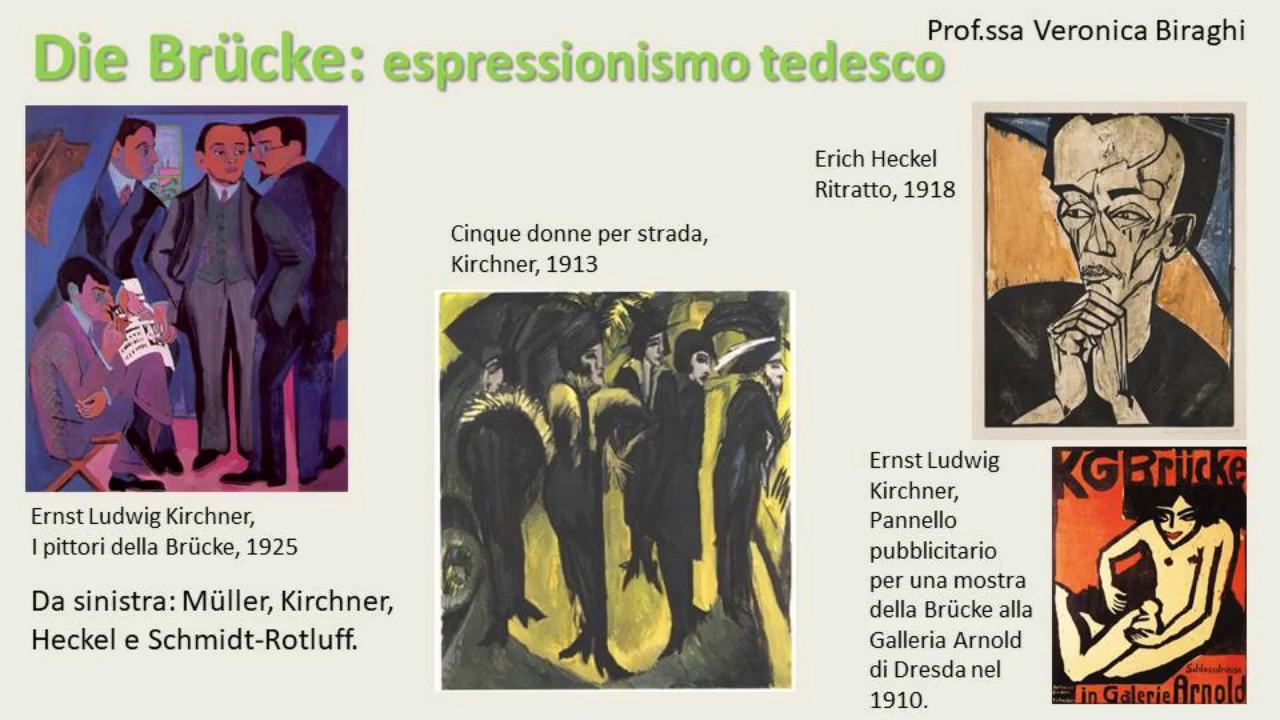 Die Brücke: espressionismo tedesco
Prof.ssa Veronica Biraghi
Erich Heckel
Ritratto, 1918
Cinque donne per strada,
Kirchner, 1913
Ernst Ludwig Kirchner,
I pittori della Brücke, 1925
Da sinistra: Müller, Kirchner,
Heckel e Schmidt-Rotluff.
Ernst Ludwig
Kirchner,
Pannello
pubblicitario
per una mostra
della Brücke alla
Galleria Arnold
di Dresda nel
1910.
KG Brücke
in Galerie Arnold